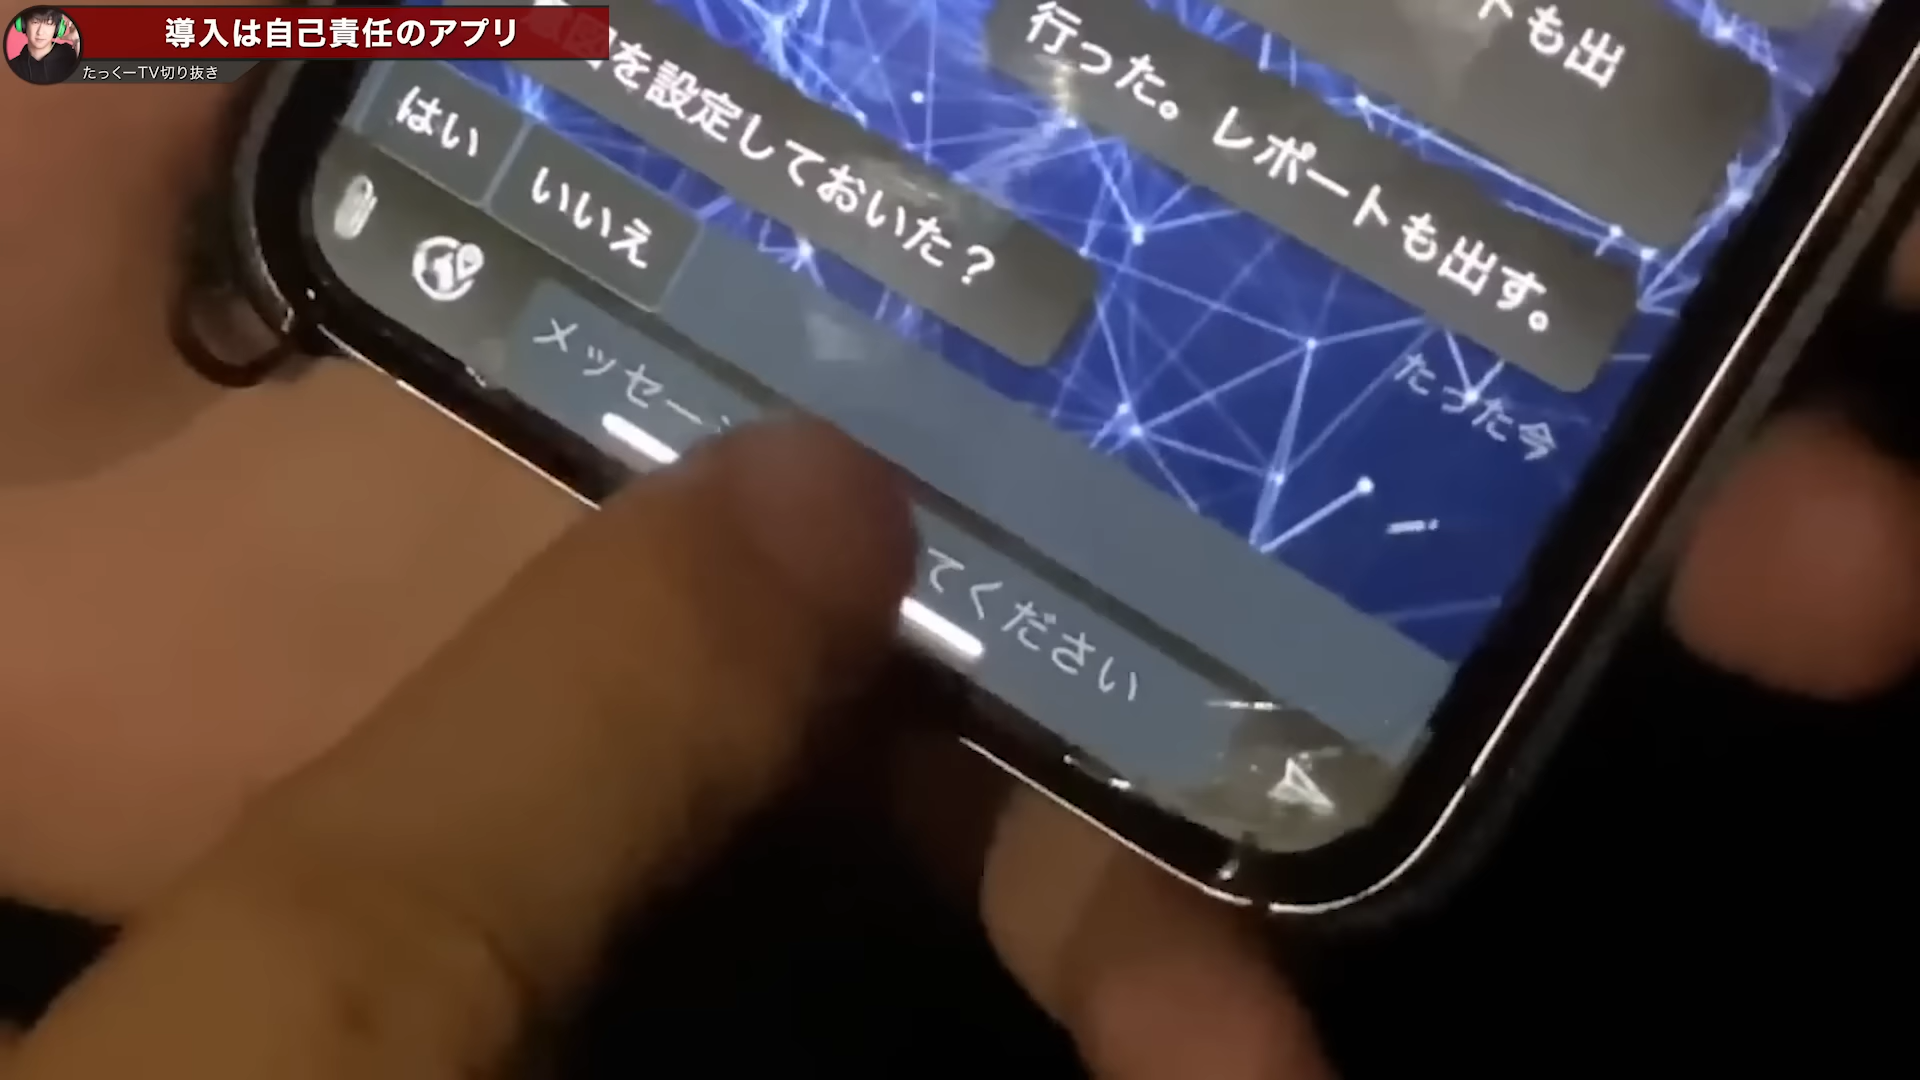 導入は自己責任のアプリ
たっくーTV切り抜き
トも出
行った。レポートも出す。
たった今
図を設定しておいた？
はい
いいえ
メッセー
てください